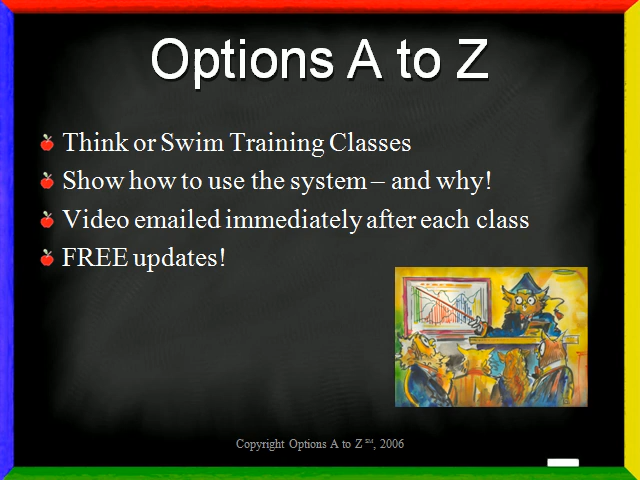 Options A to Z
Think or Swim Training Classes
Show how to use the system – and why!
Video emailed immediately after each class
FREE updates!
Copyright Options A to Z ℠, 2006